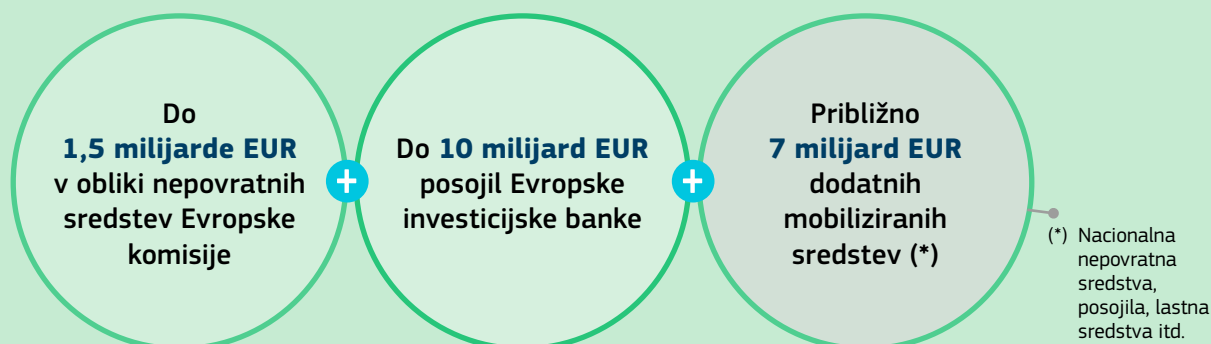 Do
1,5 milijarde EUR
v obliki nepovratnih
sredstev Evropske
komisije
+
Do 10 milijard EUR
posojil Evropske
investicijske banke
+
Približno
7 milijard EUR
dodatnih
mobiliziranih
sredstev (*)
(*) Nacionalna
nepovratna
sredstva,
posojila, lastna
sredstva itd.